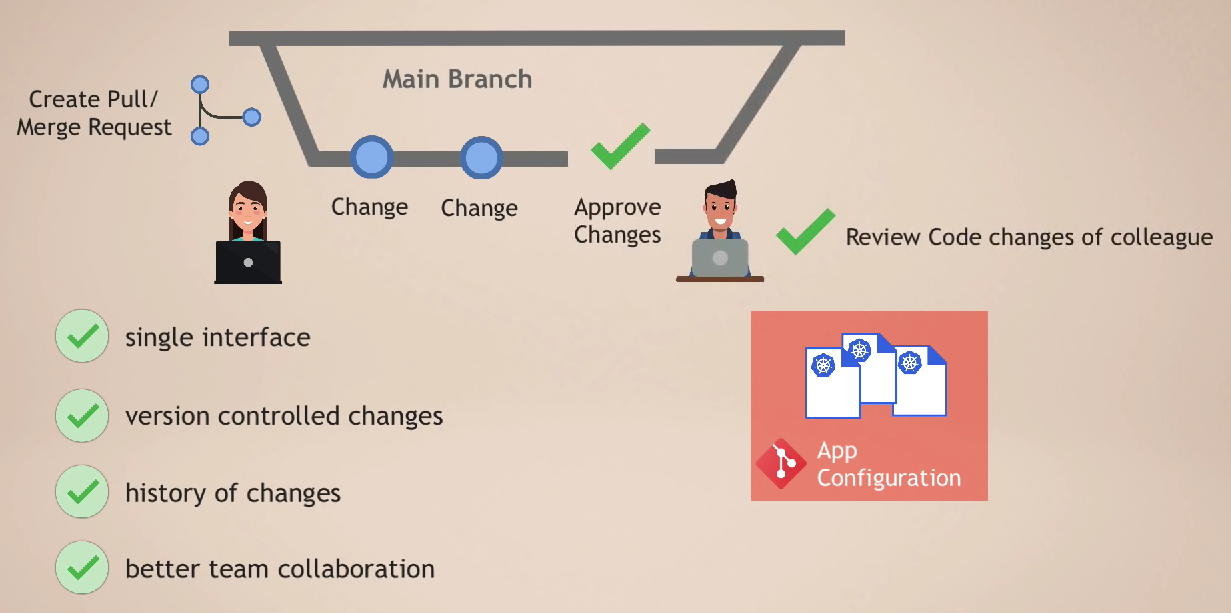 Main Branch
Create Pull/
Merge Request
Change
Change
Approve
Changes
Review Code changes of colleague
single interface
version controlled changes
history of changes
better team collaboration
App
Configuration